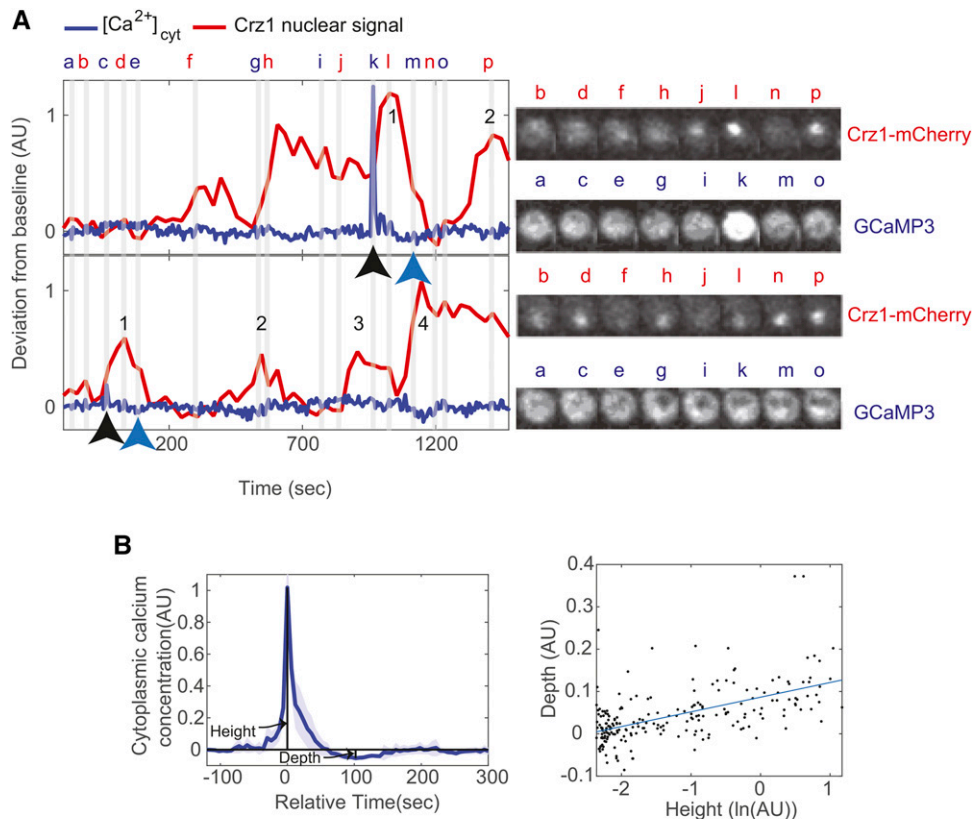 A
[Ca2+]cyt Crz1 nuclear signal
a b c d e f g h i j k l m n o p
Deviation from baseline (AU)
1
0
1
2
1
0
1
2
3
4
200 700 1200
Time (sec)
b d f h j l n p
Crz1-mCherry
a c e g i k m o
GCaMP3
b d f h j l n p
Crz1-mCherry
a c e g i k m o
GCaMP3
B
Cytoplasmic calcium
concentration(AU)
1
0.8
0.6
0.4
0.2
0
Height
Depth
-100 0 100 200 300
Relative Time(sec)
Depth (AU)
0.4
0.3
0.2
0.1
0
-0.1
-2 -1 0 1
Height (ln(AU))